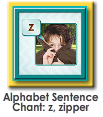 z
Alphabet Sentence
Chant: z, zipper